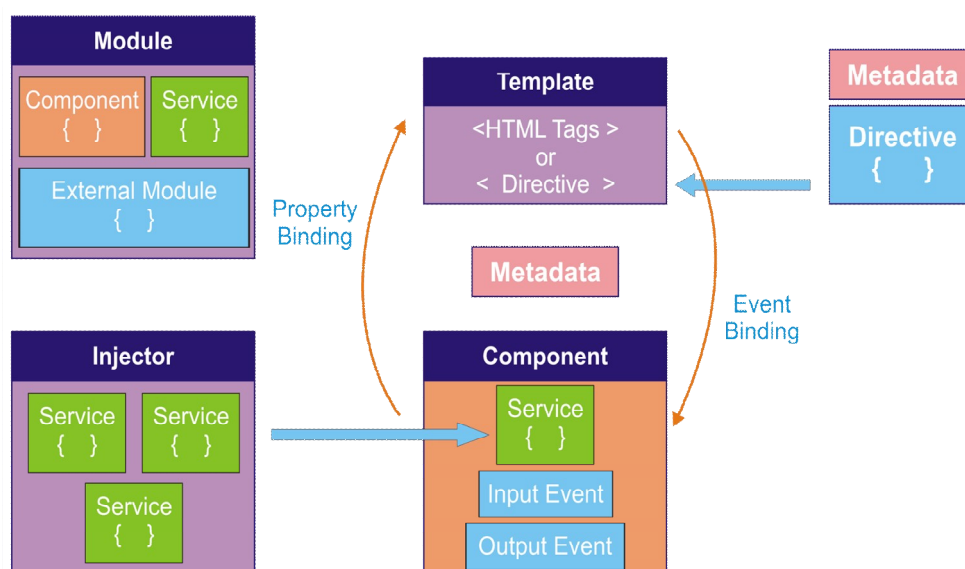 Module
Component
{ }
Service
{ }
External Module
{ }
Template
<HTML Tags >
or
< Directive >
Metadata
Directive
{ }
Property
Binding
Metadata
Event
Binding
Injector
Service
{ }
Service
{ }
Service
{ }
Component
Service
{ }
Input Event
Output Event